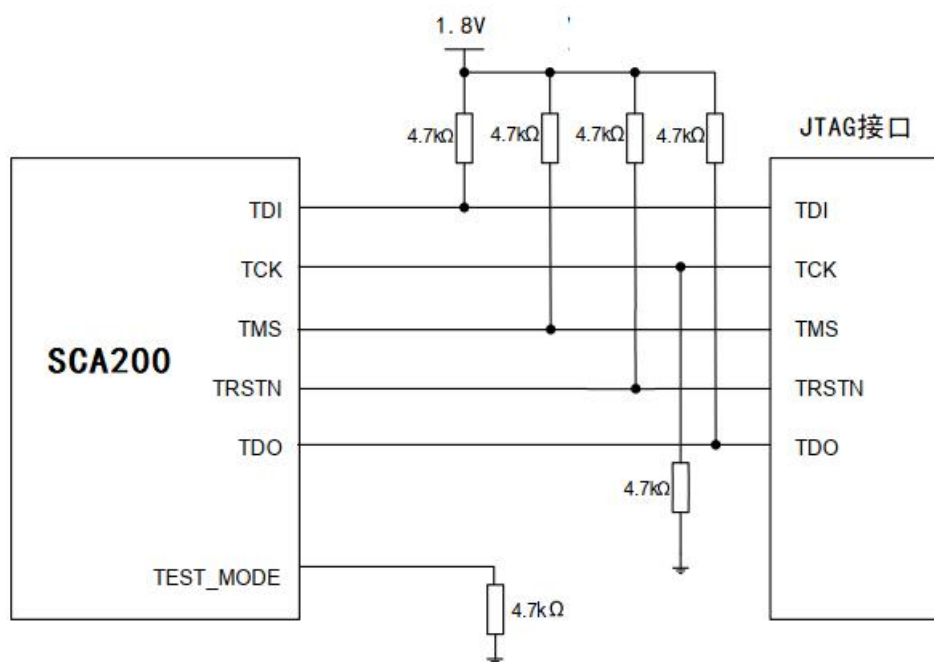 1.8V
4.7kΩ 4.7kΩ 4.7kΩ 4.7kΩ
JTAG接口
TDI TDI
TCK TCK
TMS TMS
SCA200
TRSTN TRSTN
TDO TDO
4.7kΩ
TEST_MODE
4.7kΩ